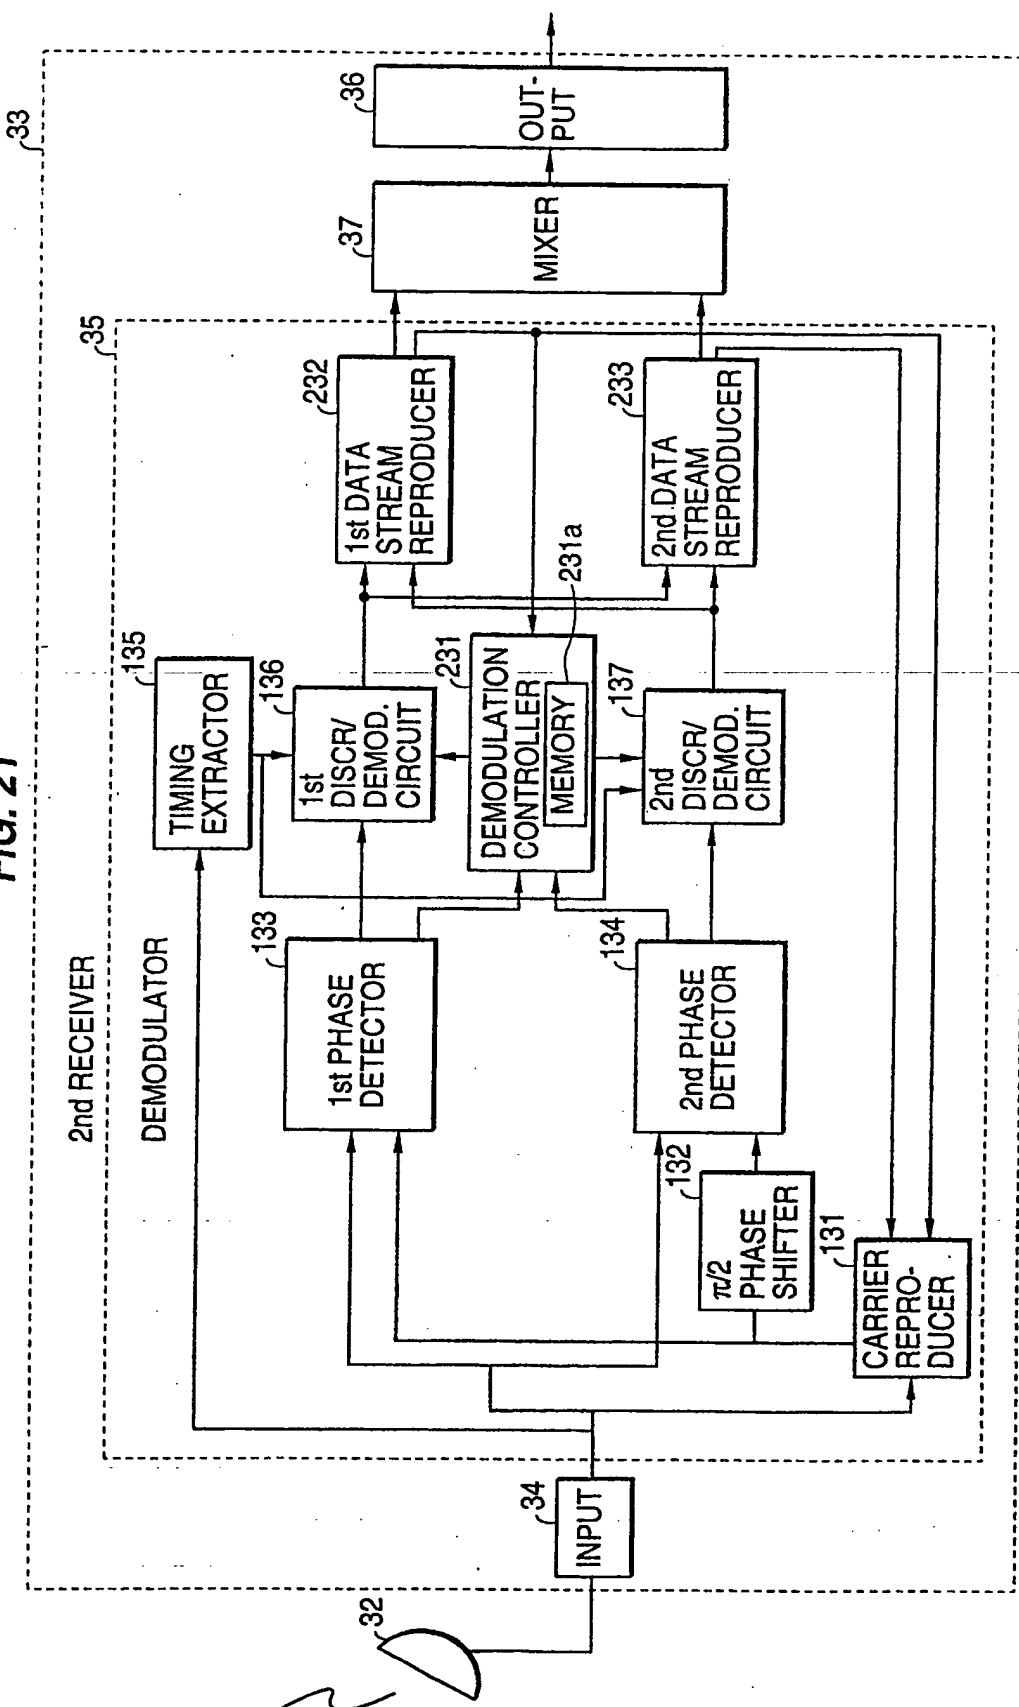 FIG. 21
33
2nd RECEIVER
35
DEMODULATOR
32
34
INPUT
135
TIMING
EXTRACTOR
133
1st PHASE
DETECTOR
136
1st
DISCR/
DEMOD.
CIRCUIT
232
1st DATA
STREAM
REPRODUCER
231
DEMODULATION
CONTROLLER
MEMORY
231a
134
2nd PHASE
DETECTOR
137
2nd
DISCR/
DEMOD.
CIRCUIT
233
2nd DATA
STREAM
REPRODUCER
132
π/2
PHASE
SHIFTER
131
CARRIER
REPRO-
DUCER
37
MIXER
36
OUT-
PUT